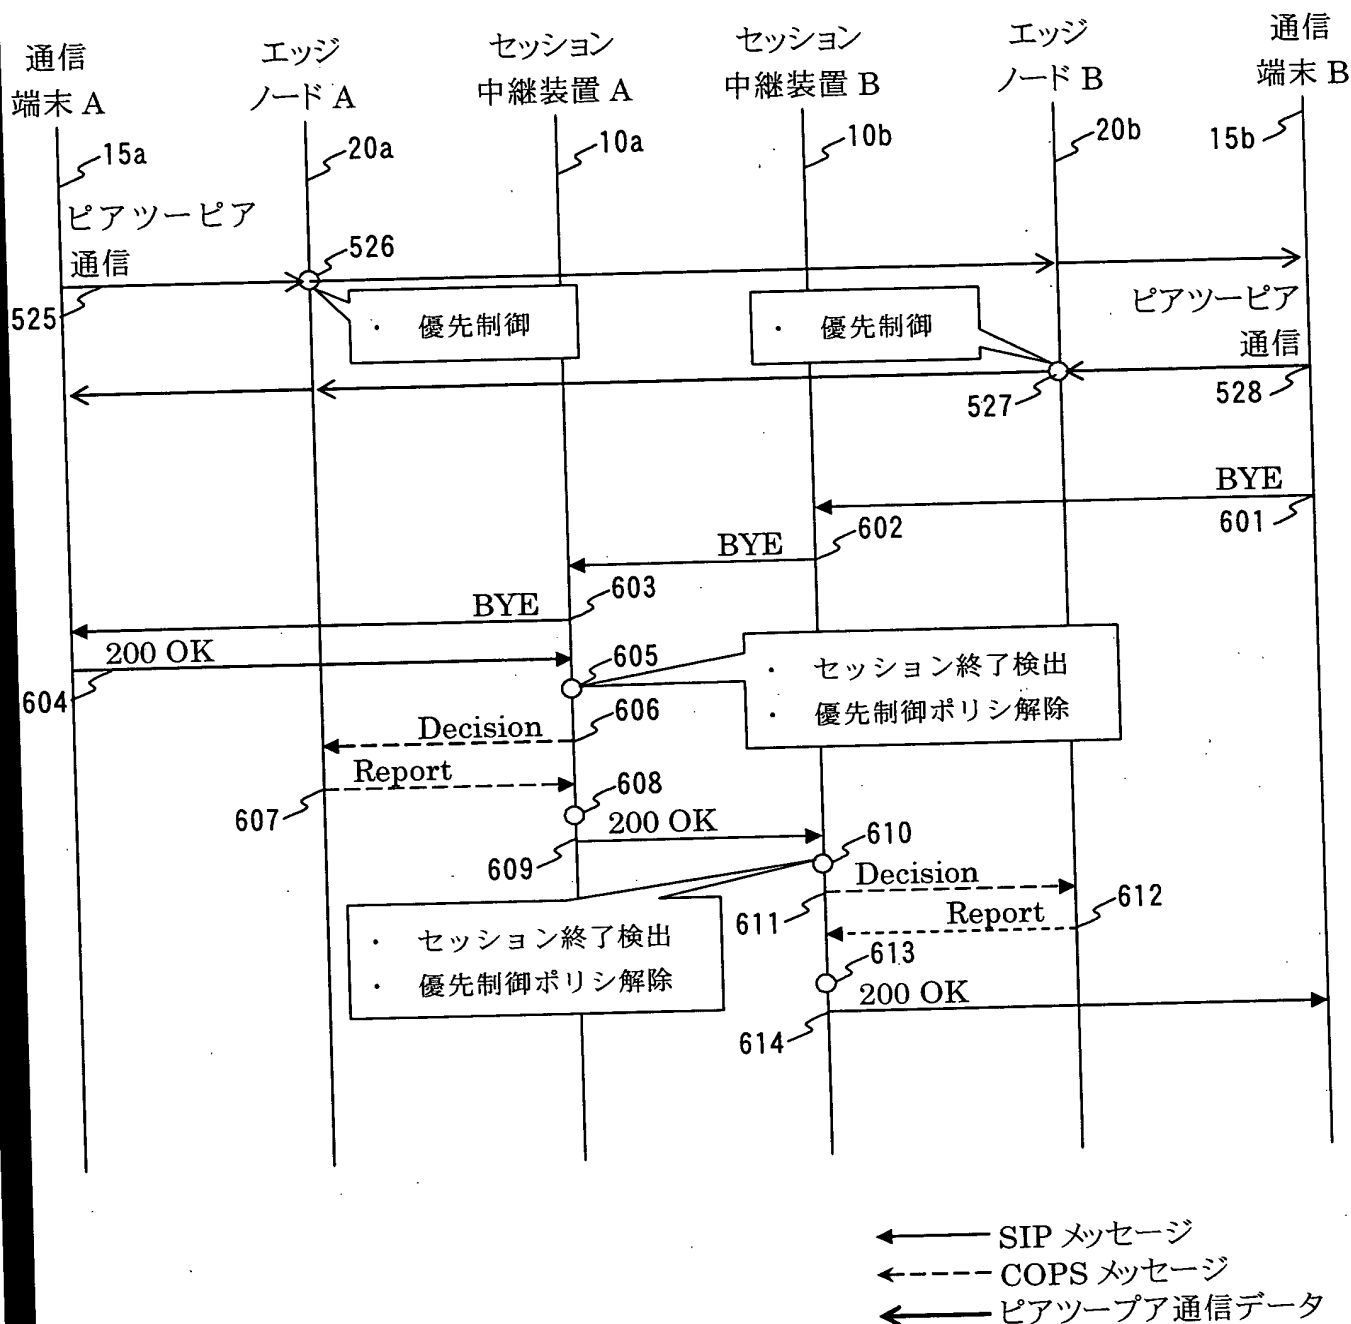 通信
端末 A
エッジ
ノード A
セッション
中継装置 A
セッション
中継装置 B
エッジ
ノード B
通信
端末 B
15a
20a
10a
10b
20b
15b
ピアツーピア
通信
526
525
・ 優先制御
・ 優先制御
ピアツーピア
通信
527
528
BYE
601
602
BYE
603
BYE
200 OK
604
605
・ セッション終了検出
・ 優先制御ポリシ解除
606
Decision
Report
607
608
200 OK
609
610
Decision
611
612
Report
・ セッション終了検出
・ 優先制御ポリシ解除
613
200 OK
614
SIP メッセージ
COPS メッセージ
ピアツープア通信データ